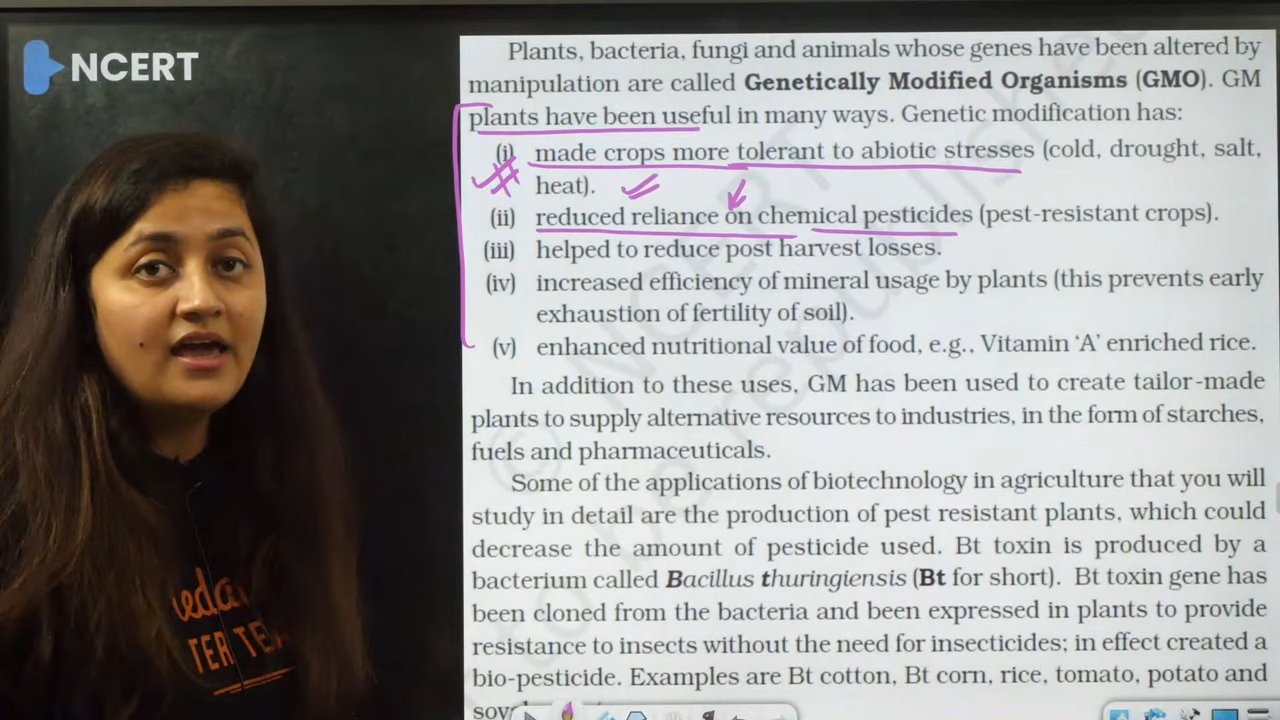 NCERT
Plants, bacteria, fungi and animals whose genes have been altered by
manipulation are called Genetically Modified Organisms (GMO). GM
plants have been useful in many ways. Genetic modification has:
(i) made crops more tolerant to abiotic stresses (cold, drought, salt,
heat).
(ii) reduced reliance on chemical pesticides (pest-resistant crops).
(iii) helped to reduce post harvest losses.
(iv) increased efficiency of mineral usage by plants (this prevents early
exhaustion of fertility of soil).
(v) enhanced nutritional value of food, e.g., Vitamin ‘A’ enriched rice.
In addition to these uses, GM has been used to create tailor-made
plants to supply alternative resources to industries, in the form of starches,
fuels and pharmaceuticals.
Some of the applications of biotechnology in agriculture that you will
study in detail are the production of pest resistant plants, which could
decrease the amount of pesticide used. Bt toxin is produced by a
bacterium called Bacillus thuringiensis (Bt for short). Bt toxin gene has
been cloned from the bacteria and been expressed in plants to provide
resistance to insects without the need for insecticides; in effect created a
bio-pesticide. Examples are Bt cotton, Bt corn, rice, tomato, potato and
© NCERT
to be republished